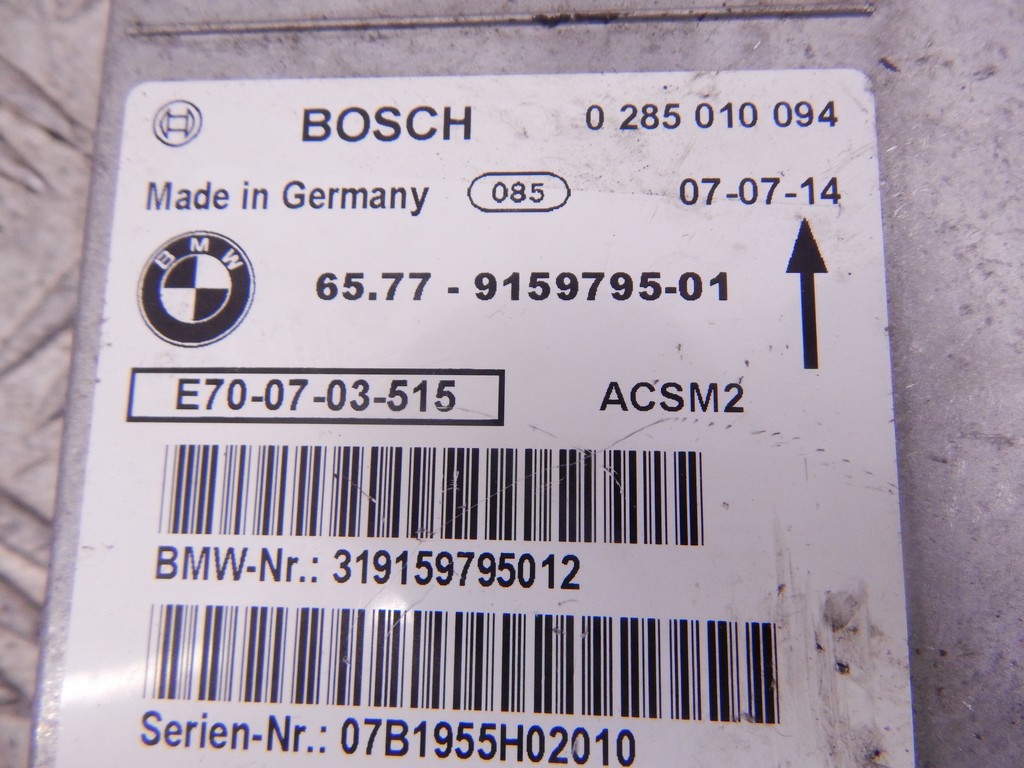 BOSCH 0 285 010 094
Made in Germany 085 07-07-14
BMW
65.77 - 9159795-01
E70-07-03-515 ACSM2
BMW-Nr.: 319159795012
Serien-Nr.: 07B1955H02010